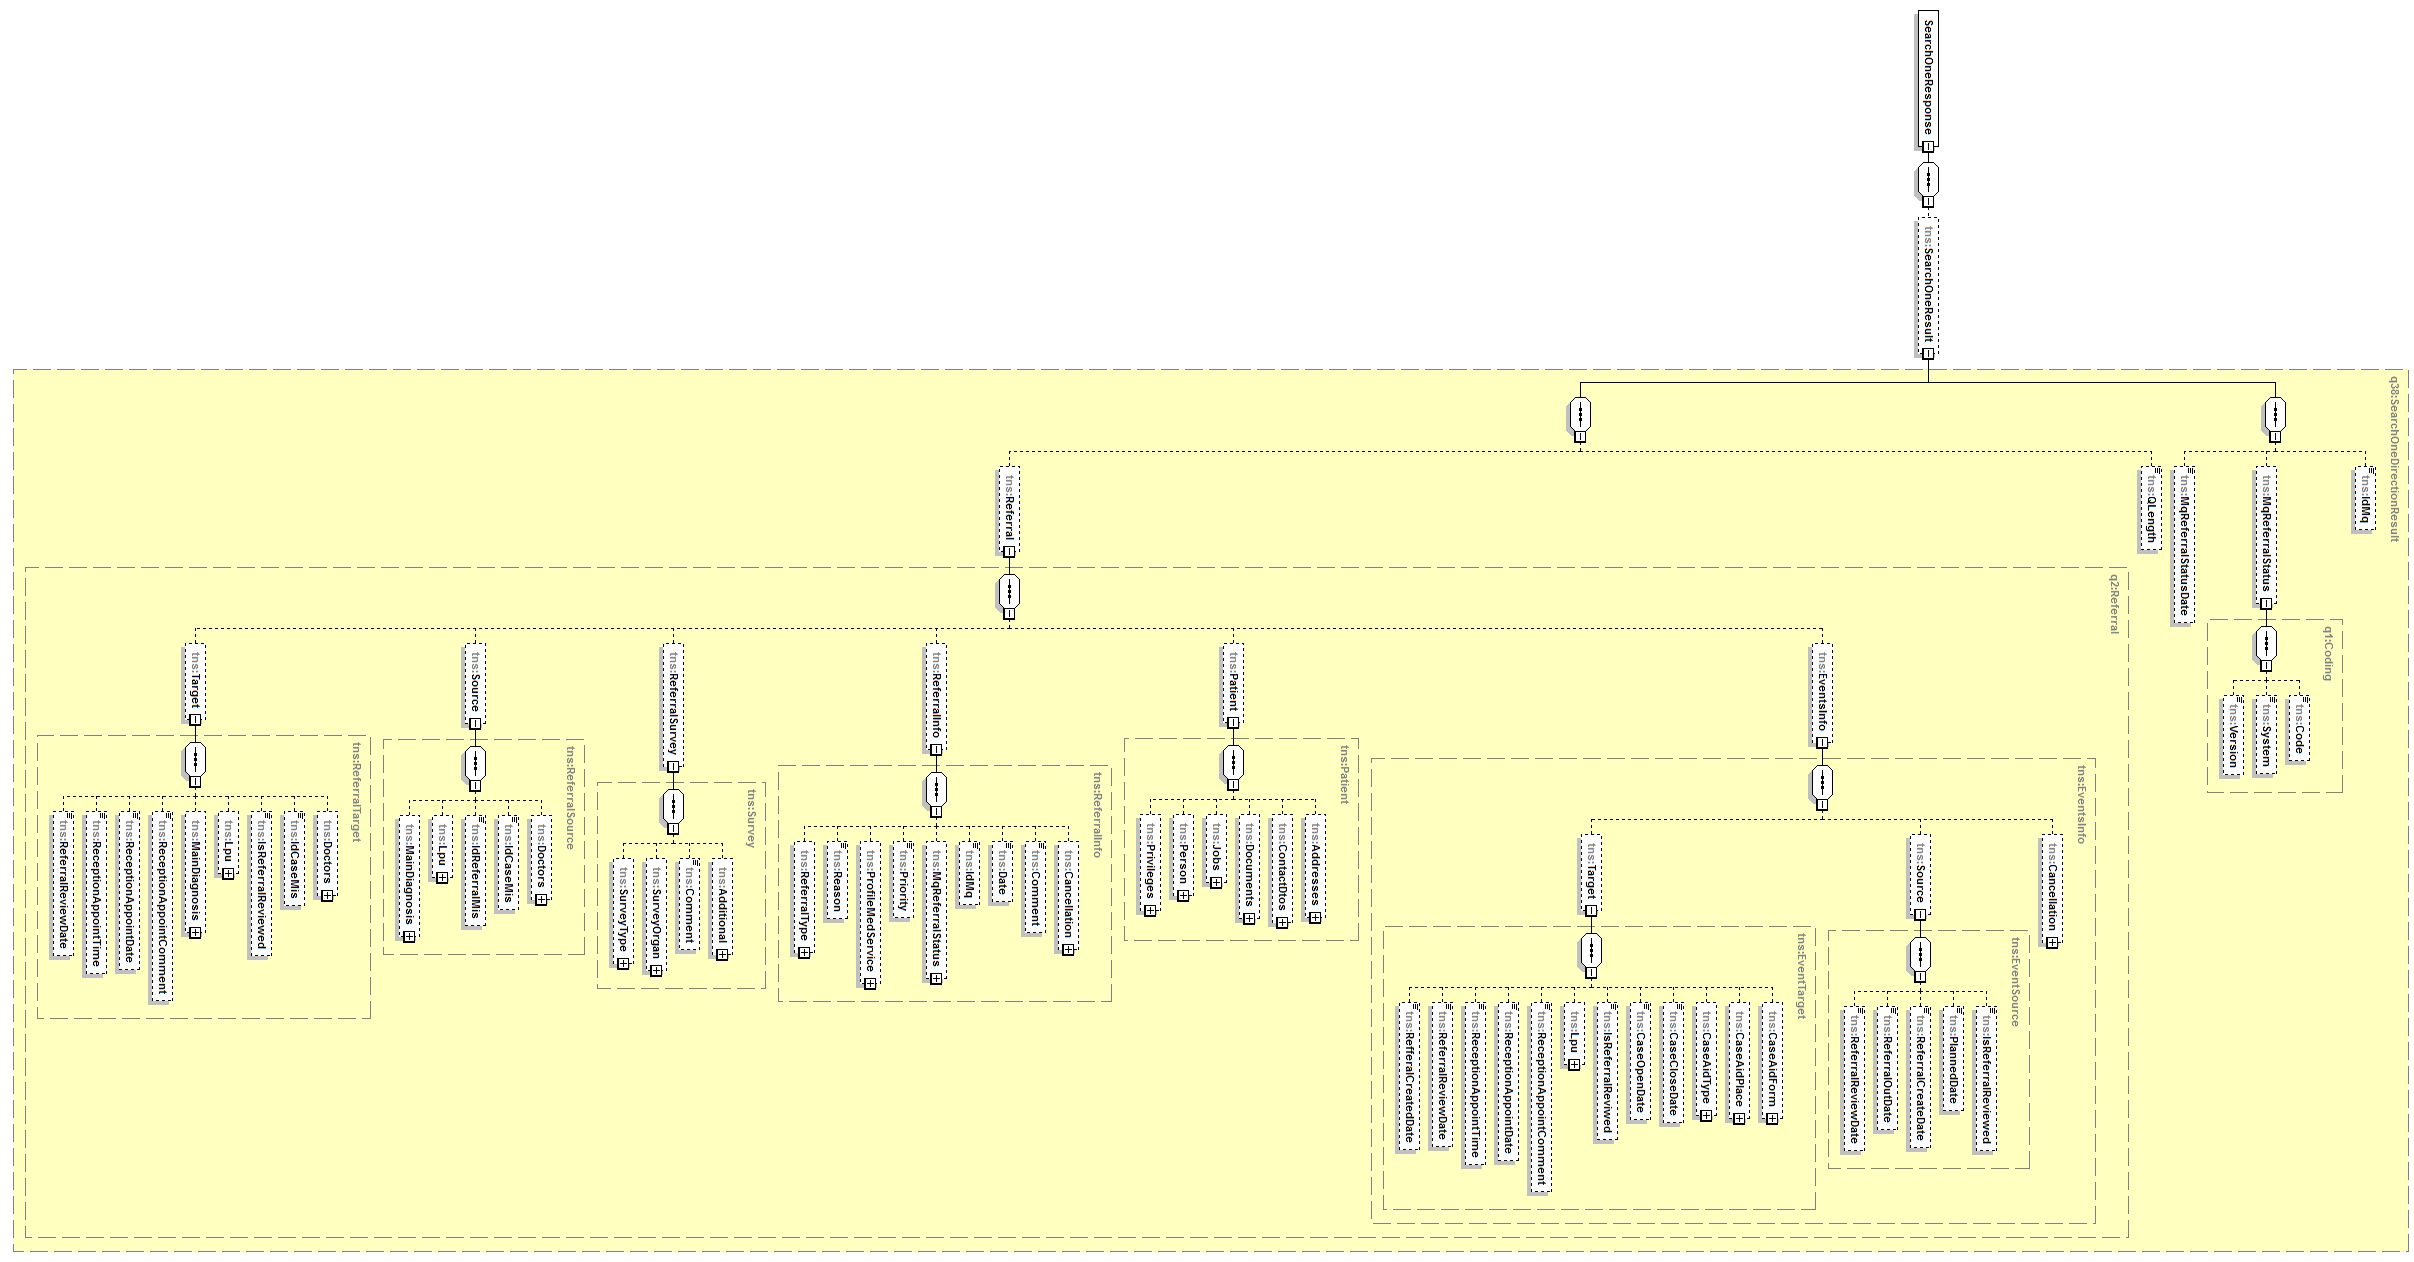 SearchOneResponse
tns:SearchOneResult
q38:SearchOneDirectionResult
tns:IdMq
tns:MqReferralStatus
q1:Coding
tns:Code
tns:System
tns:Version
tns:MqReferralStatusDate
tns:QLength
tns:Referral
q2:Referral
tns:EventsInfo
tns:EventsInfo
tns:Cancellation
tns:Source
tns:EventSource
tns:IsReferralReviewed
tns:PlannedDate
tns:ReferralCreateDate
tns:ReferralOutDate
tns:ReferralReviewDate
tns:Target
tns:EventTarget
tns:CaseAidForm
tns:CaseAidPlace
tns:CaseAidType
tns:CaseCloseDate
tns:CaseOpenDate
tns:IsReferralReviwed
tns:Lpu
tns:ReceptionAppointComment
tns:ReceptionAppointDate
tns:ReceptionAppointTime
tns:ReferralReviewDate
tns:RefferalCreatedDate
tns:Patient
tns:Patient
tns:Addresses
tns:ContactDtos
tns:Documents
tns:Jobs
tns:Person
tns:Privileges
tns:ReferralInfo
tns:ReferralInfo
tns:Cancellation
tns:Comment
tns:Date
tns:IdMq
tns:MqReferralStatus
tns:Priority
tns:ProfileMedService
tns:Reason
tns:ReferralType
tns:ReferralSurvey
tns:Survey
tns:Additional
tns:Comment
tns:SurveyOrgan
tns:SurveyType
tns:Source
tns:ReferralSource
tns:Doctors
tns:IdCaseMis
tns:IdReferralMis
tns:Lpu
tns:MainDiagnosis
tns:Target
tns:ReferralTarget
tns:Doctors
tns:IdCaseMis
tns:IsReferralReviewed
tns:Lpu
tns:MainDiagnosis
tns:ReceptionAppointComment
tns:ReceptionAppointDate
tns:ReceptionAppointTime
tns:ReferralReviewDate